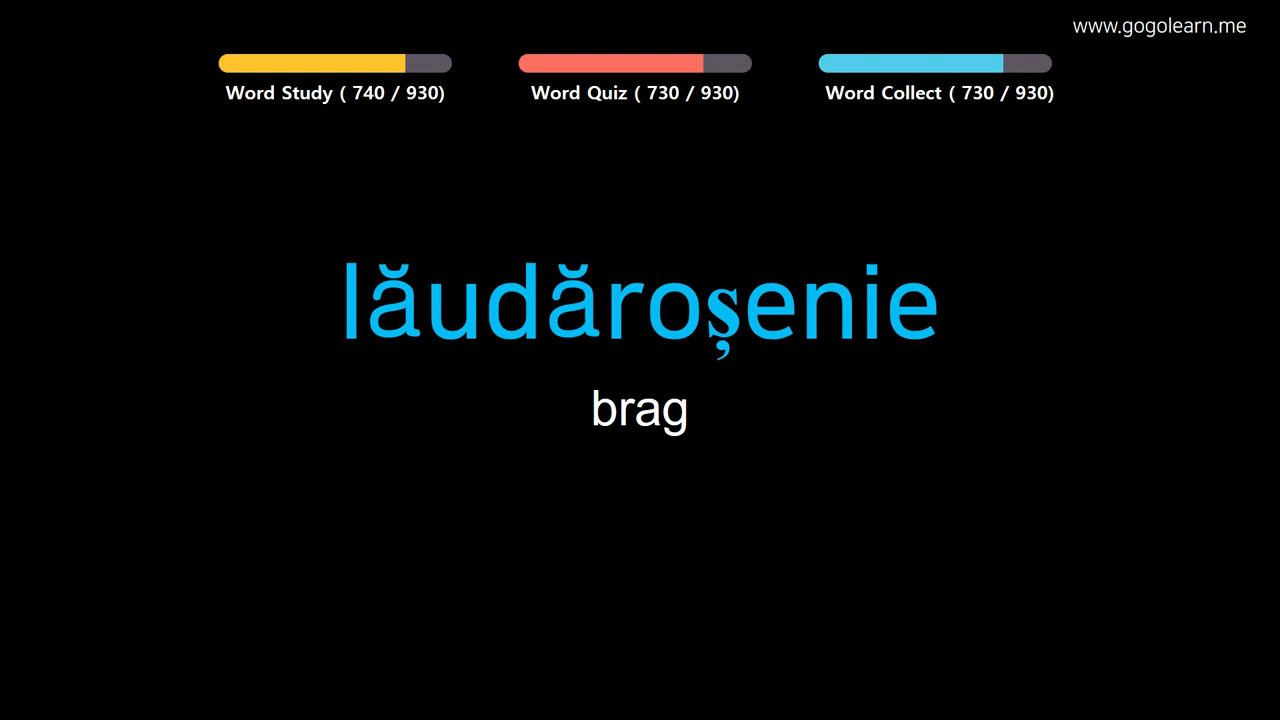 www.gogolearn.me
Word Study ( 740 / 930)
Word Quiz ( 730 / 930)
Word Collect ( 730 / 930)
lăudăroșenie
brag